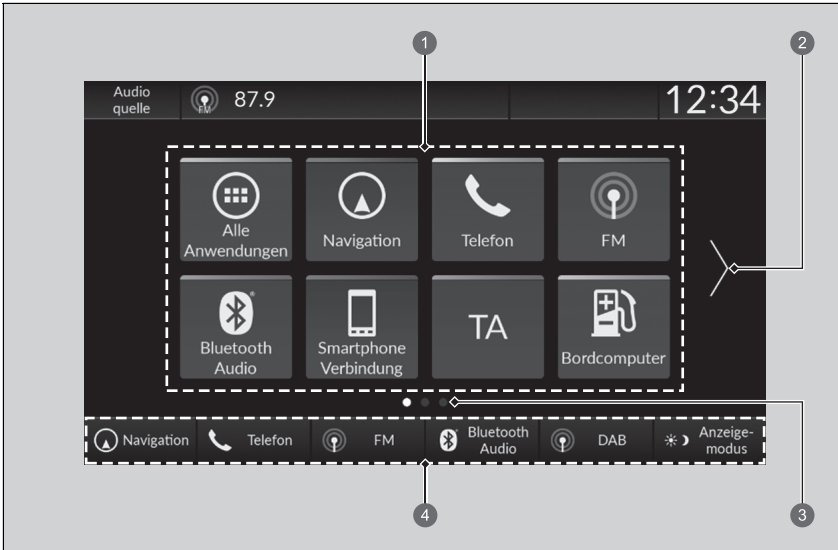 1
2
Audio
quelle
FM
87.9
12:34
Alle
Anwendungen
Navigation
Telefon
FM
Bluetooth
Audio
Smartphone
Verbindung
TA
Bordcomputer
Navigation
Telefon
FM
Bluetooth
Audio
DAB
Anzeige-
modus
4
3